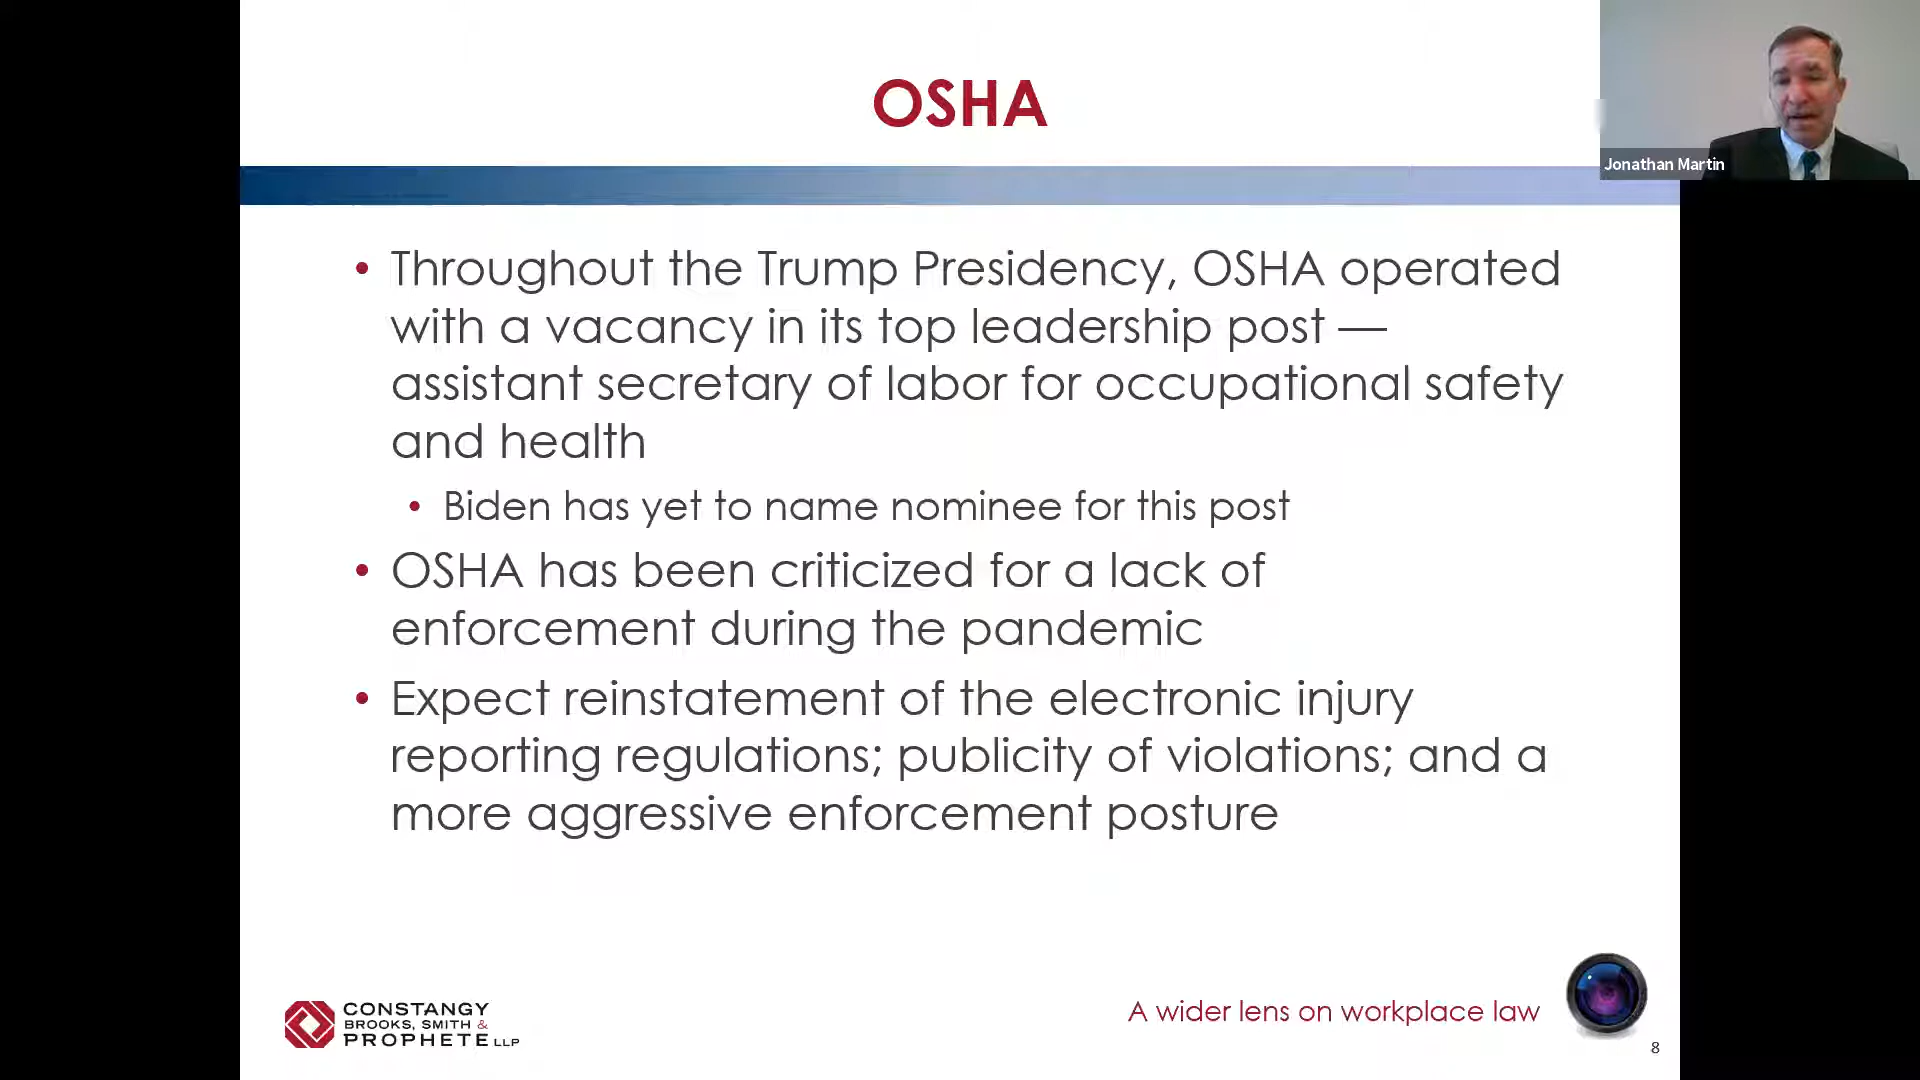 OSHA
Jonathan Martin
• Throughout the Trump Presidency, OSHA operated
with a vacancy in its top leadership post —
assistant secretary of labor for occupational safety
and health
• Biden has yet to name nominee for this post
• OSHA has been criticized for a lack of
enforcement during the pandemic
• Expect reinstatement of the electronic injury
reporting regulations; publicity of violations; and a
more aggressive enforcement posture
CONSTANGY
BROOKS, SMITH &
PROPHETE LLP
A wider lens on workplace law
8